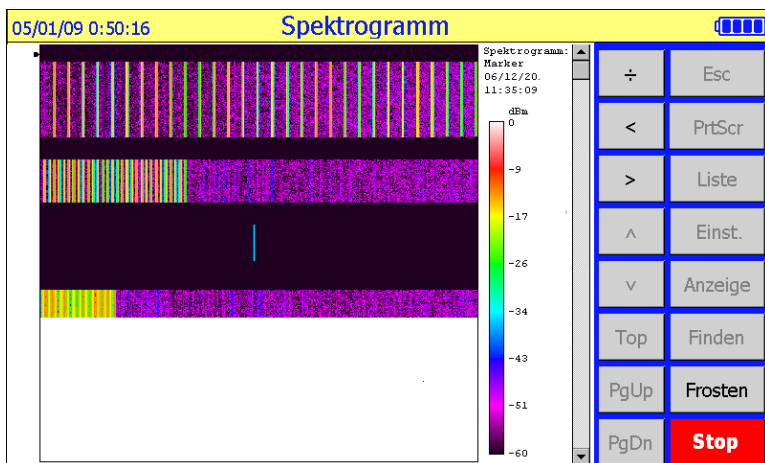 05/01/09 0:50:16
Spektrogramm
Spektrogramm:
Marker
06/12/20.
11:35:09
dBm
0
-9
-17
-26
-34
-43
-51
-60
÷
Esc
<
PrtScr
>
Liste
^
Einst.
v
Anzeige
Top
Finden
PgUp
Frosten
PgDn
Stop